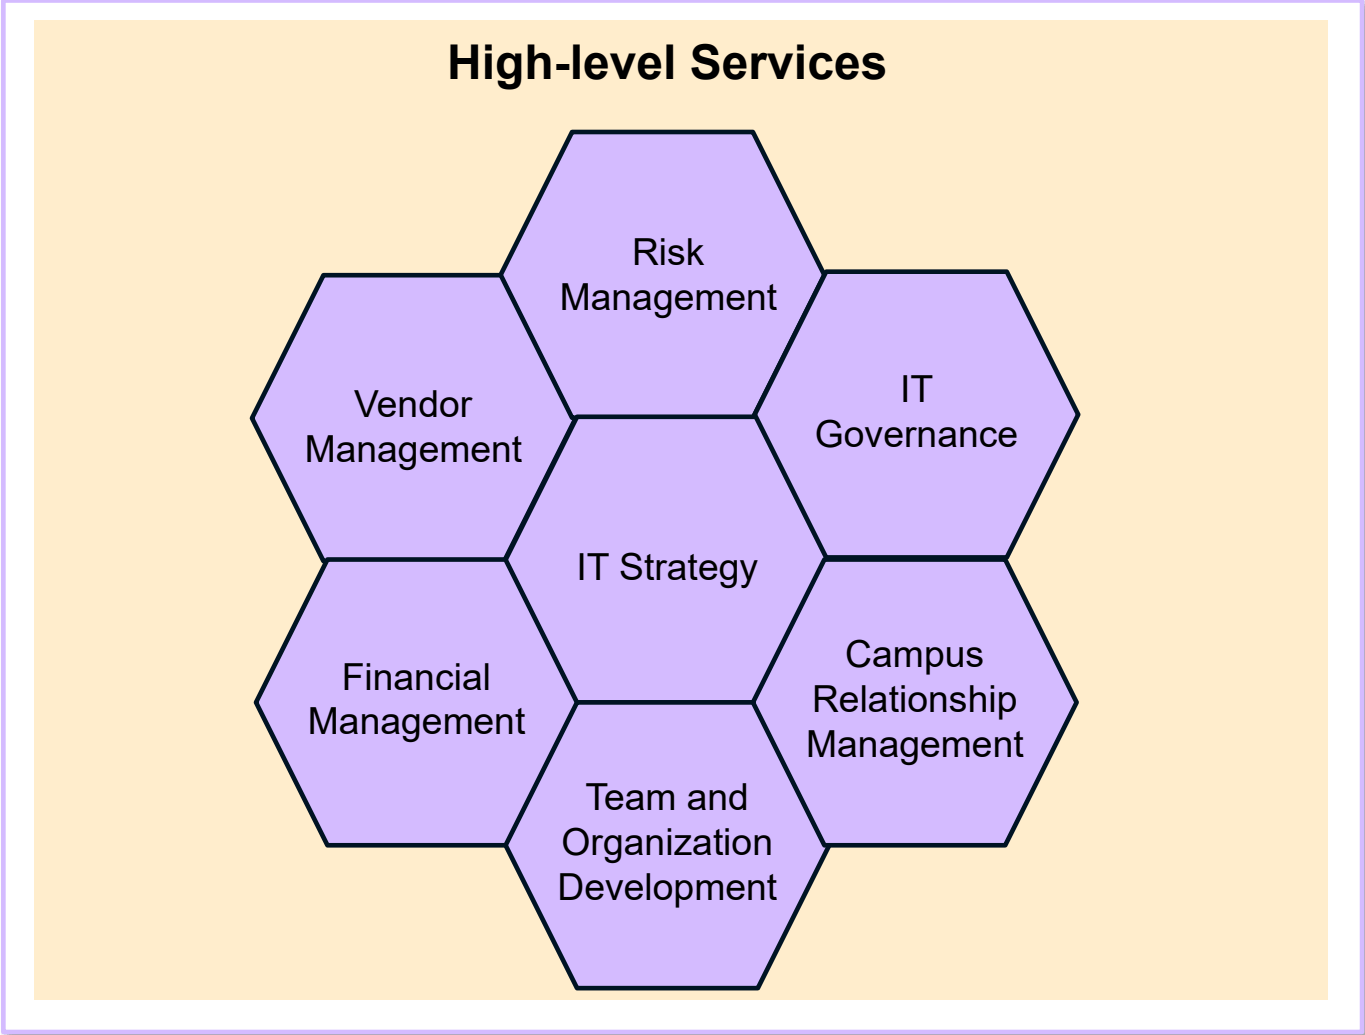 High-level Services
Risk
Management
IT
Governance
Vendor
Management
IT Strategy
Campus
Relationship
Management
Financial
Management
Team and
Organization
Development